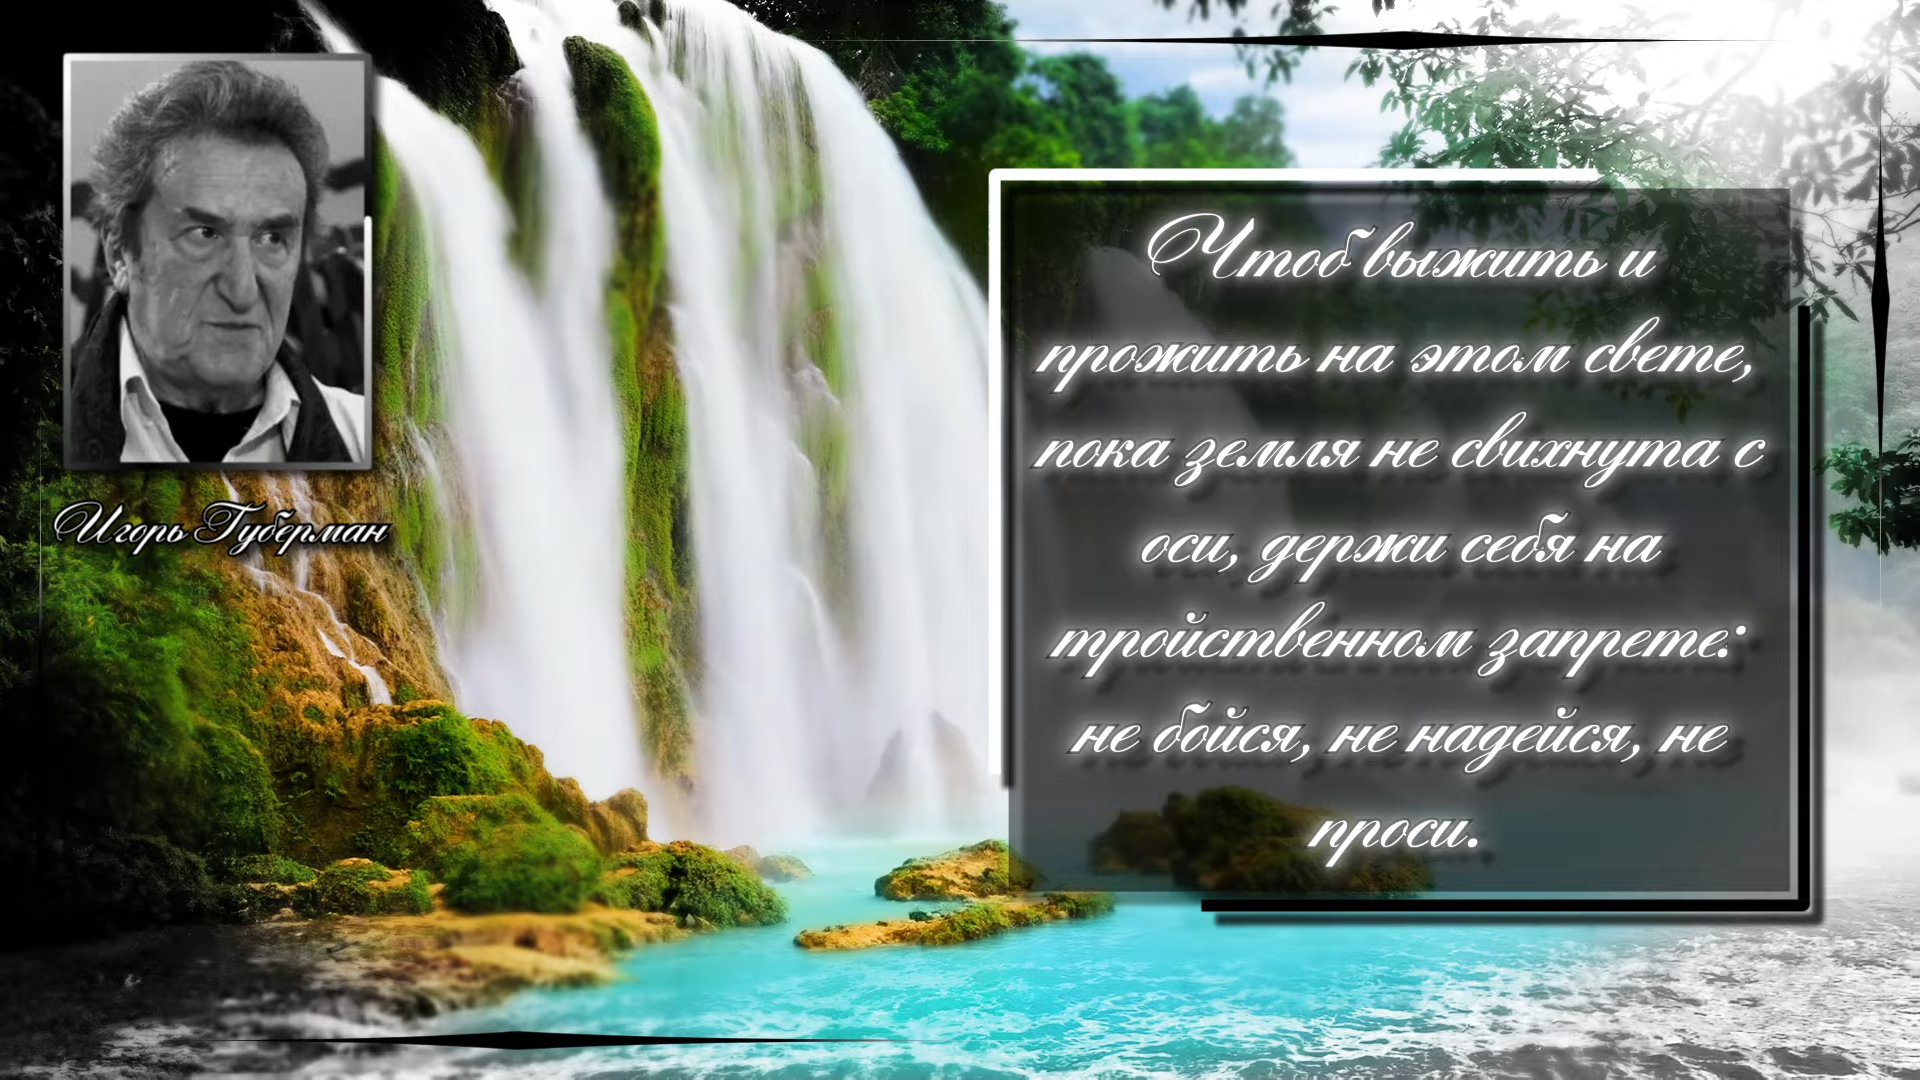 Игорь Губерман
Чтоб выжить и
прожить на этом свете,
пока земля не свихнута с
оси, держи себя на
тройственном запрете:
не бойся, не надейся, не
проси.